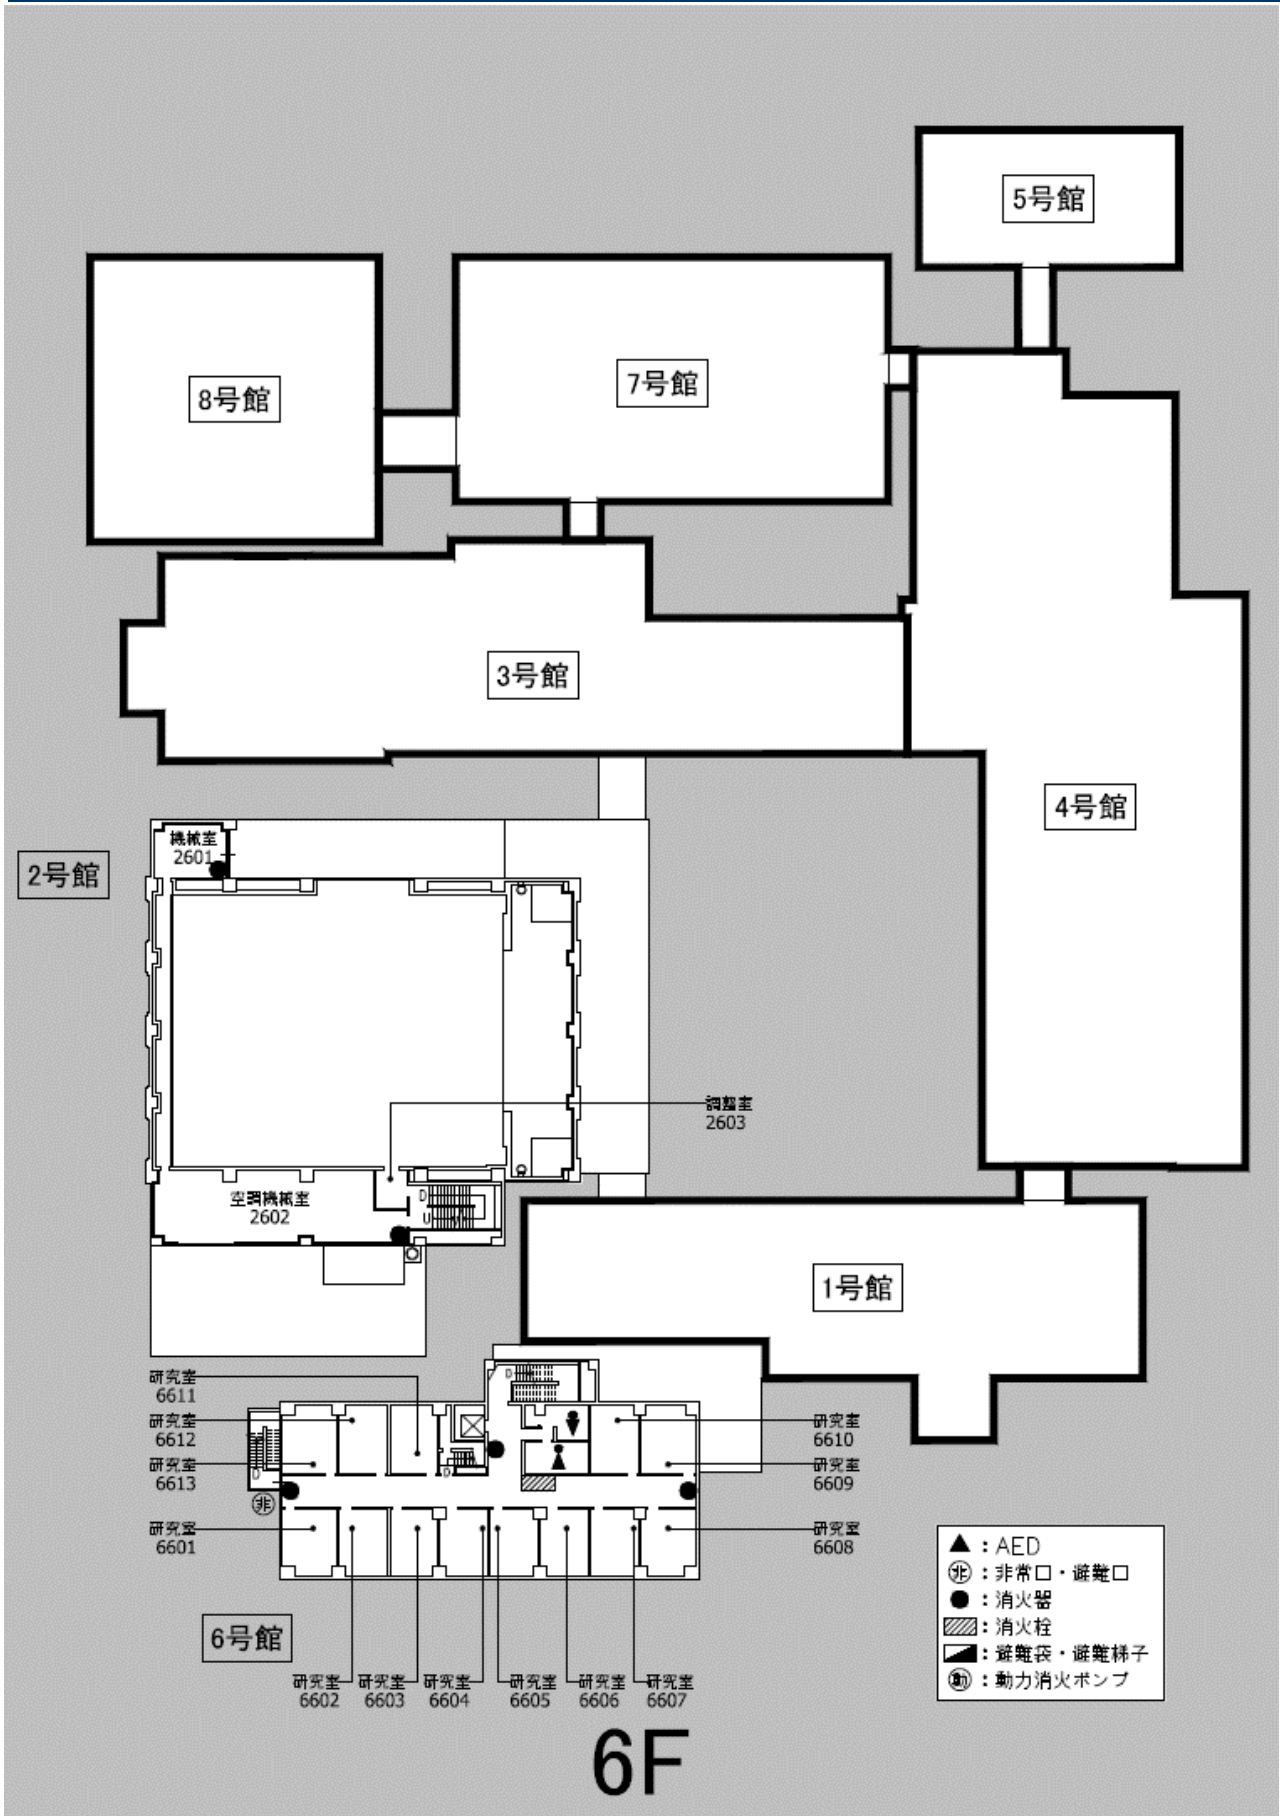 5号館
8号館
7号館
3号館
4号館
機械室
2601
2号館
調整室
2603
空調機械室
2602
D
U
1号館
研究室
6611
D
研究室
6612
研究室
6610
研究室
6613
D
D
研究室
6609
非
研究室
6601
研究室
6608
▲:AED
非:非常口・避難口
●:消火器
:消火栓
:避難袋・避難梯子
動:動力消火ポンプ
6号館
研究室
6602
研究室
6603
研究室
6604
研究室
6605
研究室
6606
研究室
6607
6F